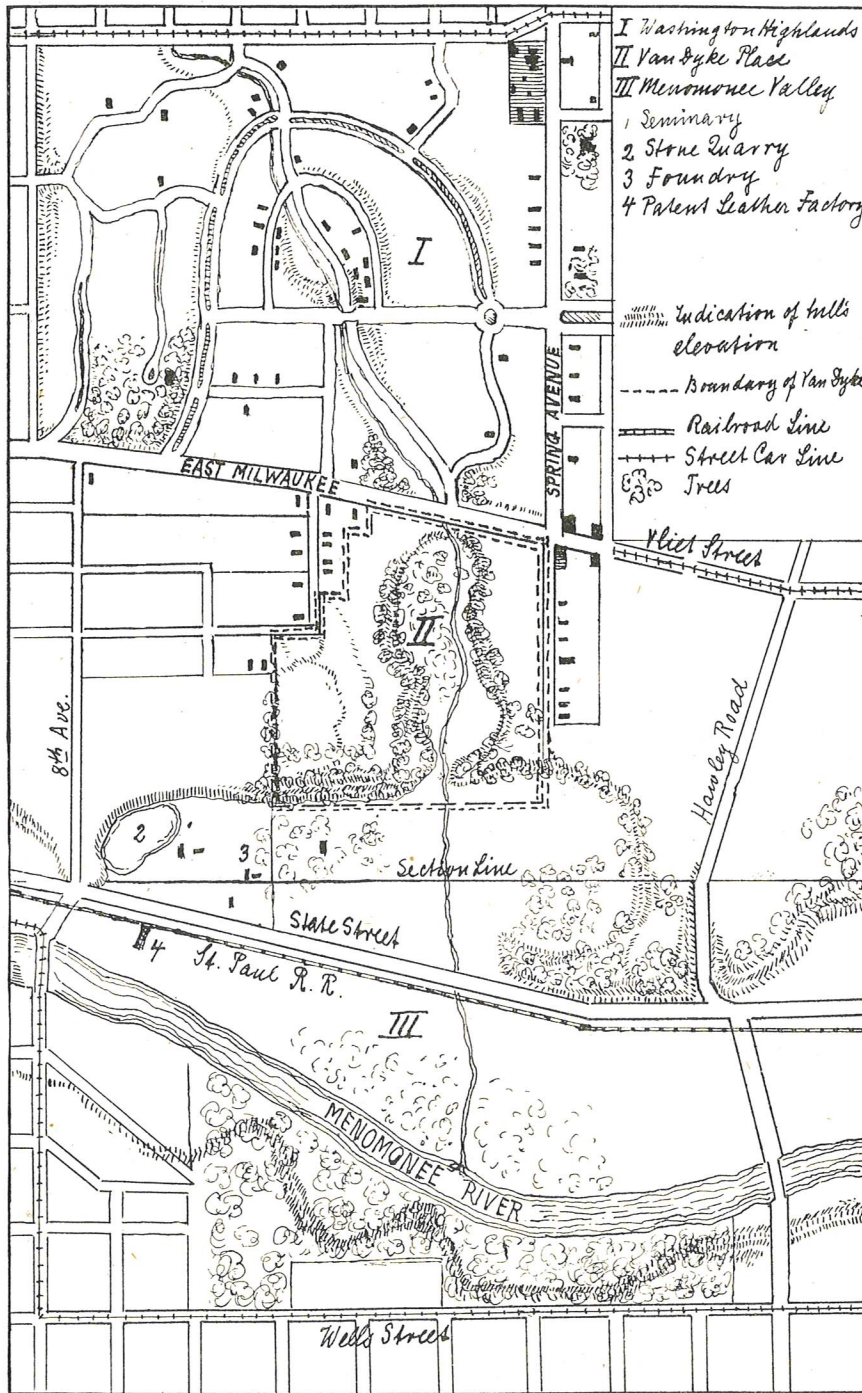 I Washington Highlands
II Van Dyke Place
III Menomonee Valley
1 Seminary
2 Stone Quarry
3 Foundry
4 Patent Leather Factory
Indication of hills
elevation
Boundary of Van Dyke
Railroad Line
Street Car Line
Trees
I
SPRING AVENUE
EAST MILWAUKEE
Vliet Street
II
8th Ave.
Hawley Road
2
3
Section Line
State Street
4
St. Paul R. R.
III
MENOMONEE RIVER
Wells Street